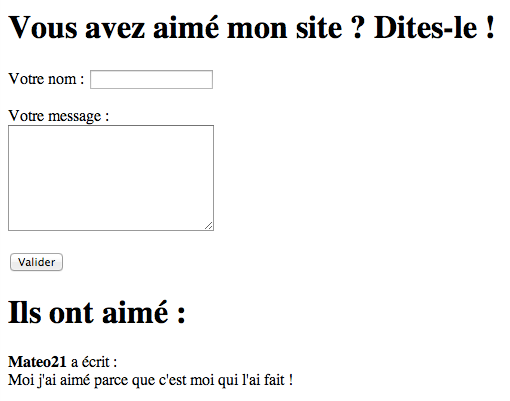 Vous avez aimé mon site ? Dites-le !
Votre nom :
Votre message :
Valider
Ils ont aimé :
Mateo21 a écrit :
Moi j'ai aimé parce que c'est moi qui l'ai fait !